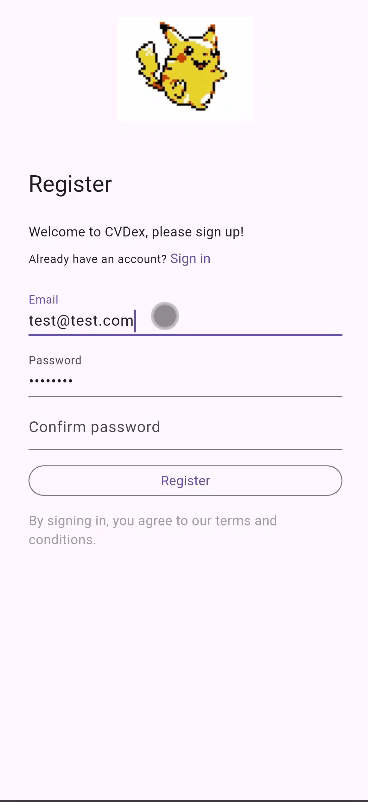 Register
Welcome to CVDex, please sign up!
Already have an account? Sign in
Email
test@test.com
Password
••••••••
Confirm password
Register
By signing in, you agree to our terms and
conditions.